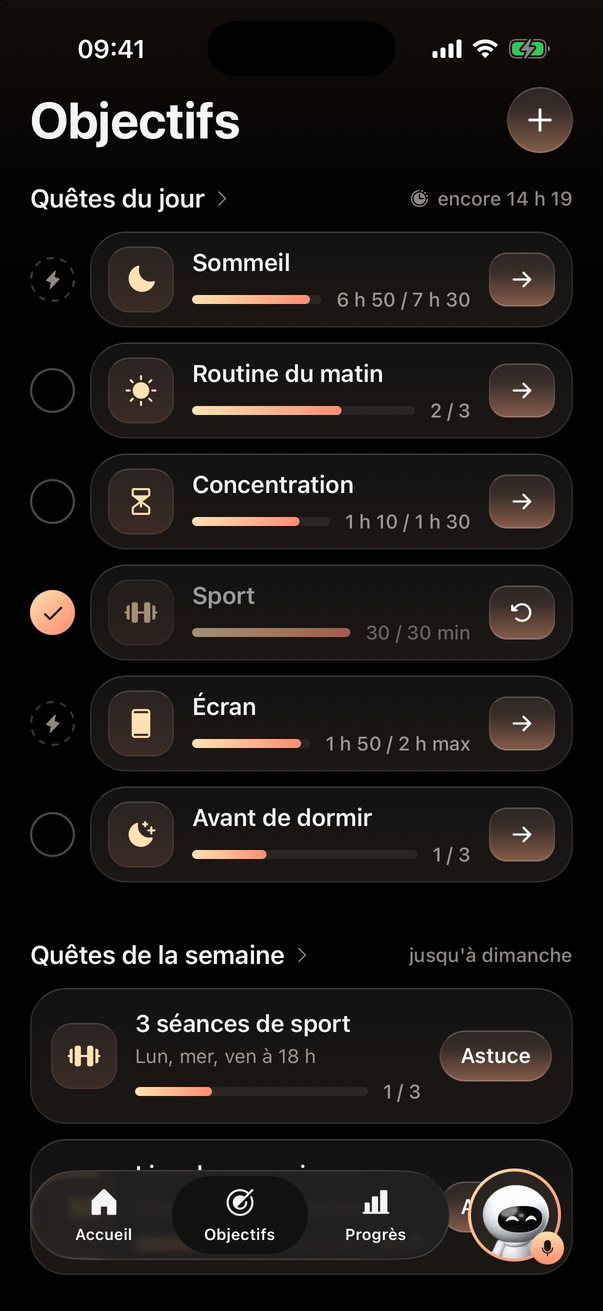 09:41
Objectifs
Quêtes du jour
encore 14 h 19
Sommeil
6 h 50 / 7 h 30
Routine du matin
2 / 3
Concentration
1 h 10 / 1 h 30
Sport
30 / 30 min
Écran
1 h 50 / 2 h max
Avant de dormir
1 / 3
Quêtes de la semaine
jusqu'à dimanche
3 séances de sport
Lun, mer, ven à 18 h
1 / 3
Astuce
Accueil
Objectifs
Progrès